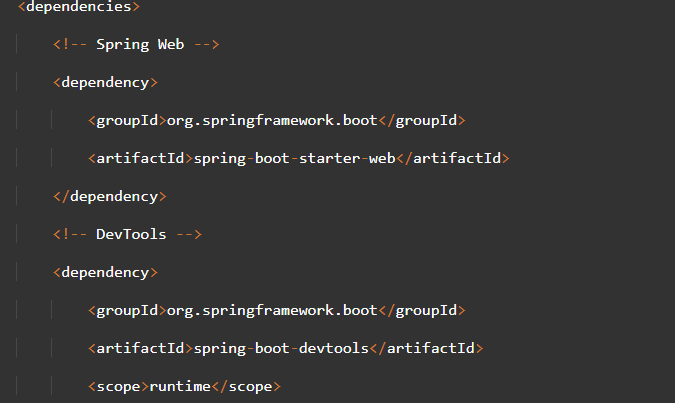 <dependencies>
<!-- Spring Web -->
<dependency>
<groupId>org.springframework.boot</groupId>
<artifactId>spring-boot-starter-web</artifactId>
</dependency>
<!-- DevTools -->
<dependency>
<groupId>org.springframework.boot</groupId>
<artifactId>spring-boot-devtools</artifactId>
<scope>runtime</scope>